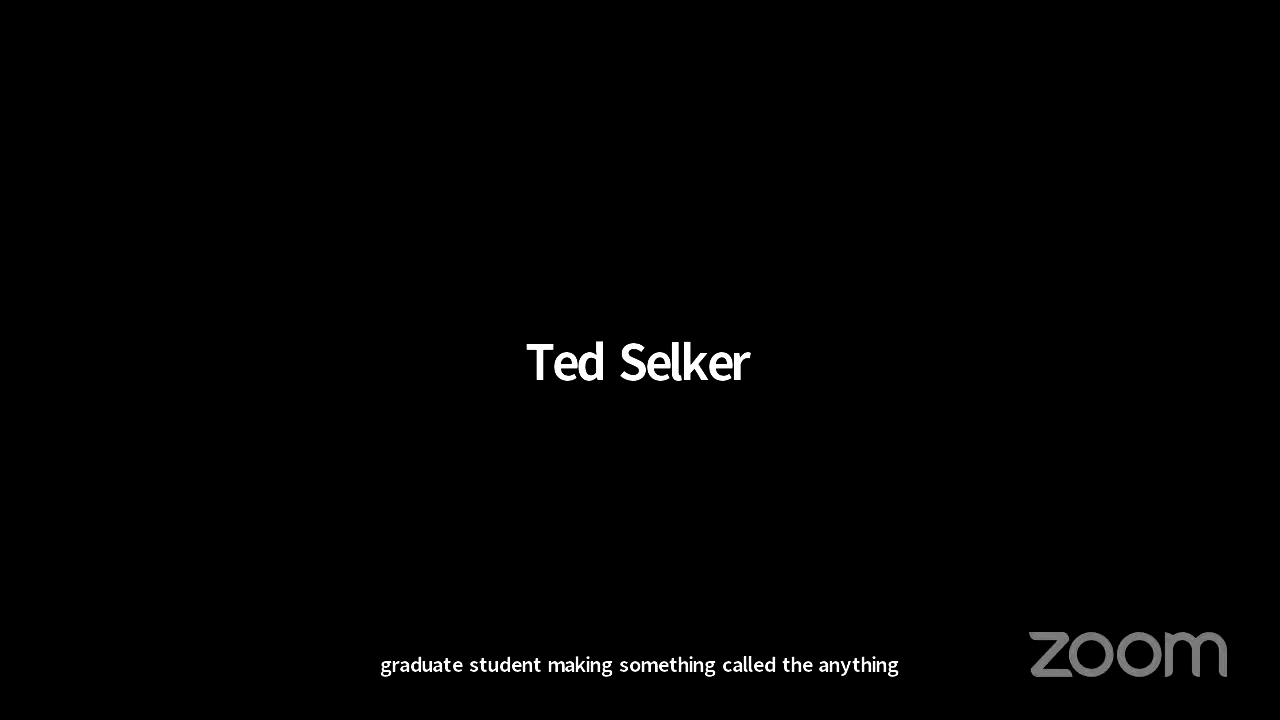 Ted Selker
graduate student making something called the anything
zoom